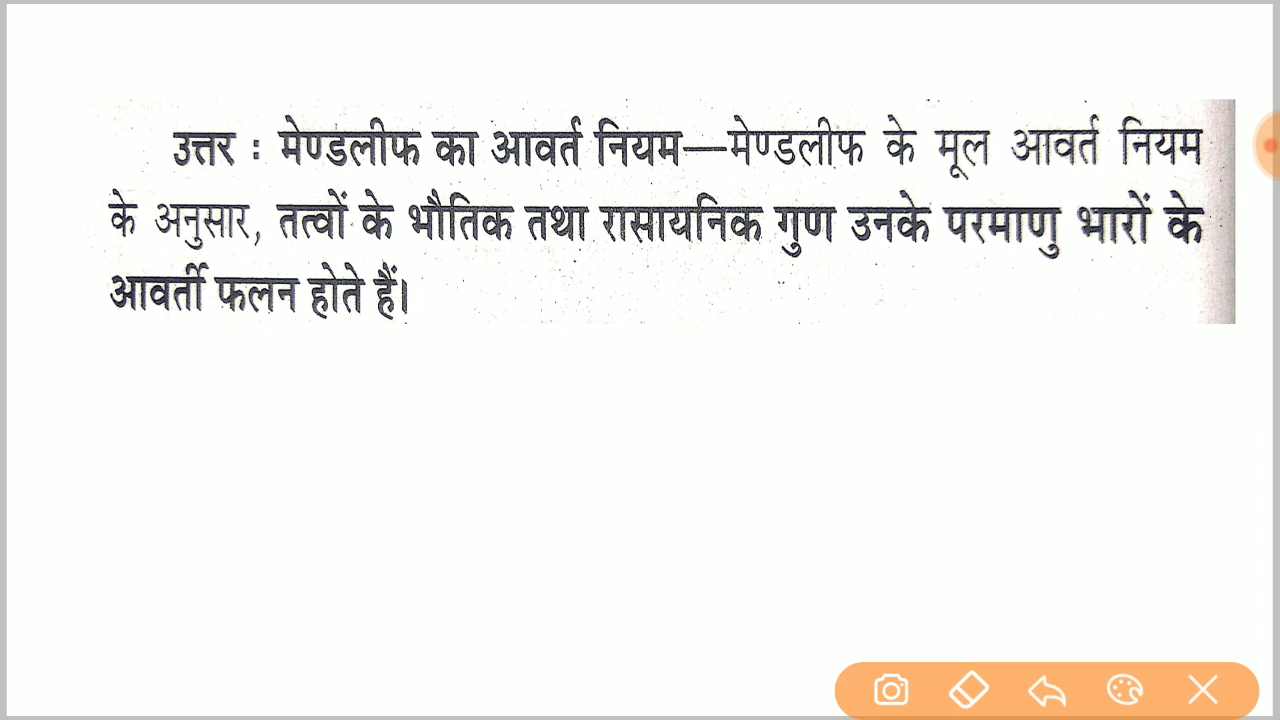 उत्तर : मेण्डलीफ का आवर्त नियम—मेण्डलीफ के मूल आवर्त नियम
के अनुसार, तत्वों के भौतिक तथा रासायनिक गुण उनके परमाणु भारों के
आवर्ती फलन होते हैं।